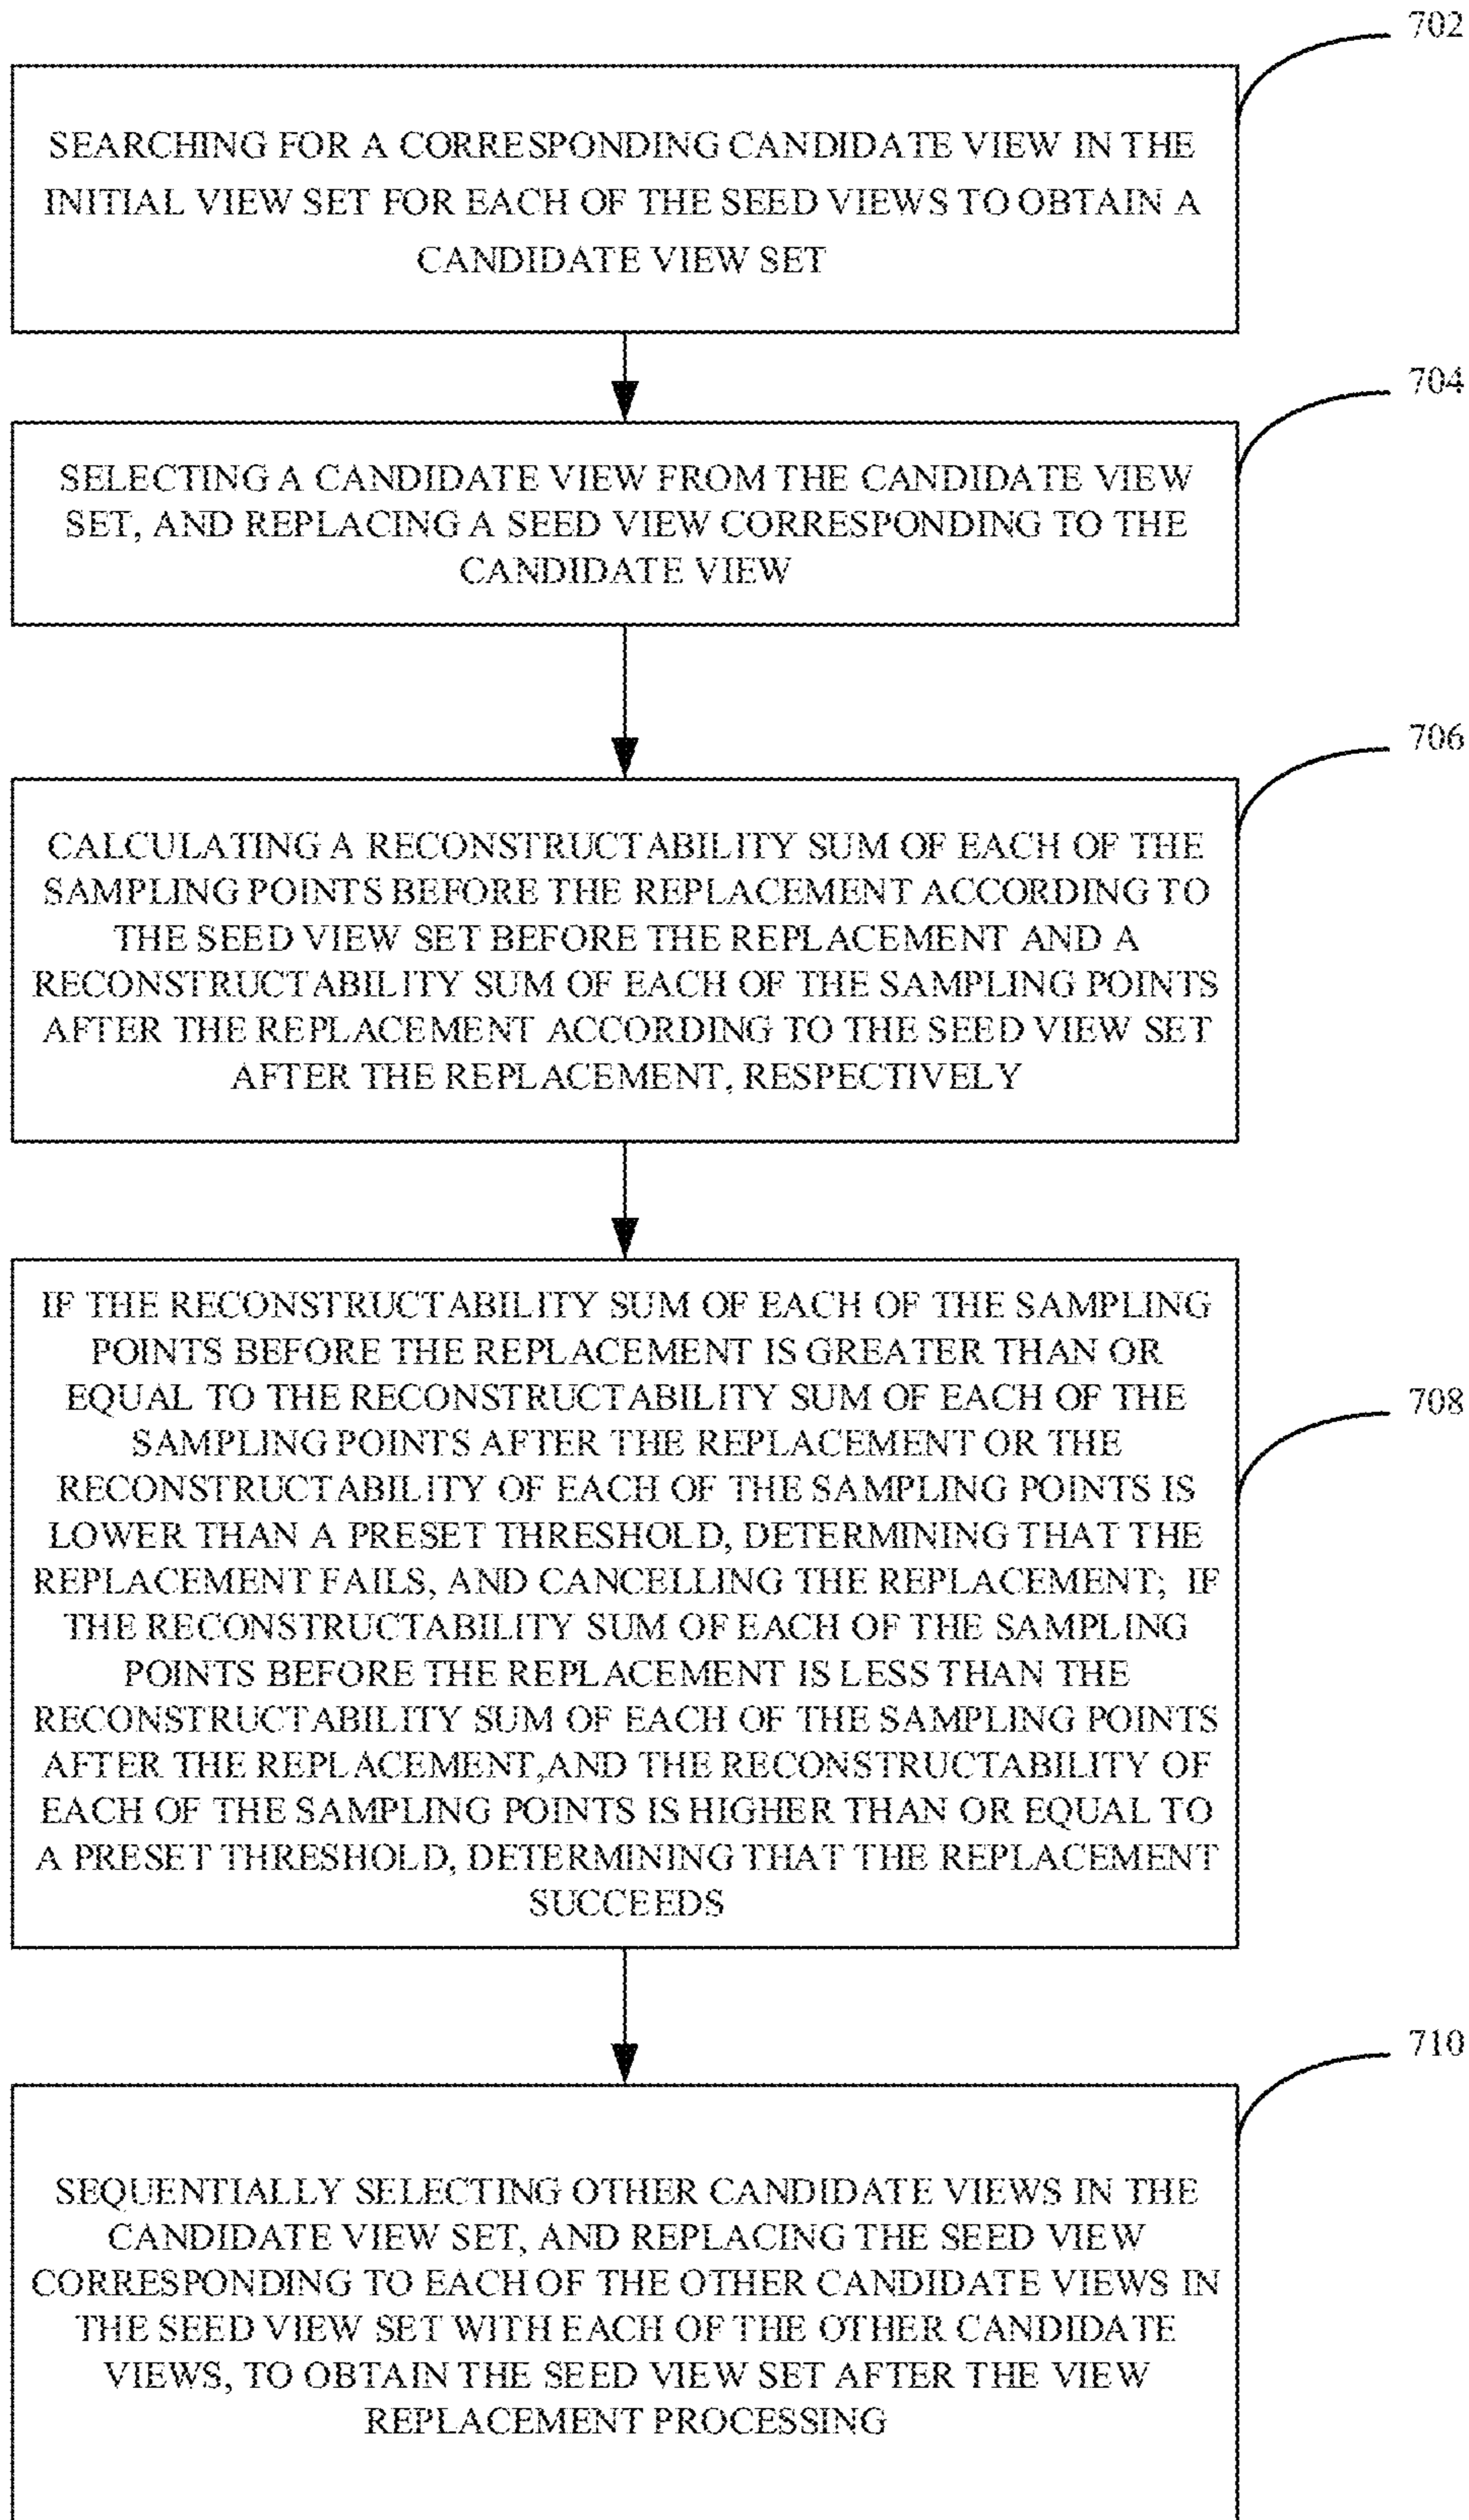 702
SEARCHING FOR A CORRESPONDING CANDIDATE VIEW IN THE
INITIAL VIEW SET FOR EACH OF THE SEED VIEWS TO OBTAIN A
CANDIDATE VIEW SET
704
SELECTING A CANDIDATE VIEW FROM THE CANDIDATE VIEW
SET, AND REPLACING A SEED VIEW CORRESPONDING TO THE
CANDIDATE VIEW
706
CALCULATING A RECONSTRUCTABILITY SUM OF EACH OF THE
SAMPLING POINTS BEFORE THE REPLACEMENT ACCORDING TO
THE SEED VIEW SET BEFORE THE REPLACEMENT AND A
RECONSTRUCTABILITY SUM OF EACH OF THE SAMPLING POINTS
AFTER THE REPLACEMENT ACCORDING TO THE SEED VIEW SET
AFTER THE REPLACEMENT, RESPECTIVELY
708
IF THE RECONSTRUCTABILITY SUM OF EACH OF THE SAMPLING
POINTS BEFORE THE REPLACEMENT IS GREATER THAN OR
EQUAL TO THE RECONSTRUCTABILITY SUM OF EACH OF THE
SAMPLING POINTS AFTER THE REPLACEMENT OR THE
RECONSTRUCTABILITY OF EACH OF THE SAMPLING POINTS IS
LOWER THAN A PRESET THRESHOLD, DETERMINING THAT THE
REPLACEMENT FAILS, AND CANCELLING THE REPLACEMENT; IF
THE RECONSTRUCTABILITY SUM OF EACH OF THE SAMPLING
POINTS BEFORE THE REPLACEMENT IS LESS THAN THE
RECONSTRUCTABILITY SUM OF EACH OF THE SAMPLING POINTS
AFTER THE REPLACEMENT,AND THE RECONSTRUCTABILITY OF
EACH OF THE SAMPLING POINTS IS HIGHER THAN OR EQUAL TO
A PRESET THRESHOLD, DETERMINING THAT THE REPLACEMENT
SUCCEEDS
710
SEQUENTIALLY SELECTING OTHER CANDIDATE VIEWS IN THE
CANDIDATE VIEW SET, AND REPLACING THE SEED VIEW
CORRESPONDING TO EACH OF THE OTHER CANDIDATE VIEWS IN
THE SEED VIEW SET WITH EACH OF THE OTHER CANDIDATE
VIEWS, TO OBTAIN THE SEED VIEW SET AFTER THE VIEW
REPLACEMENT PROCESSING